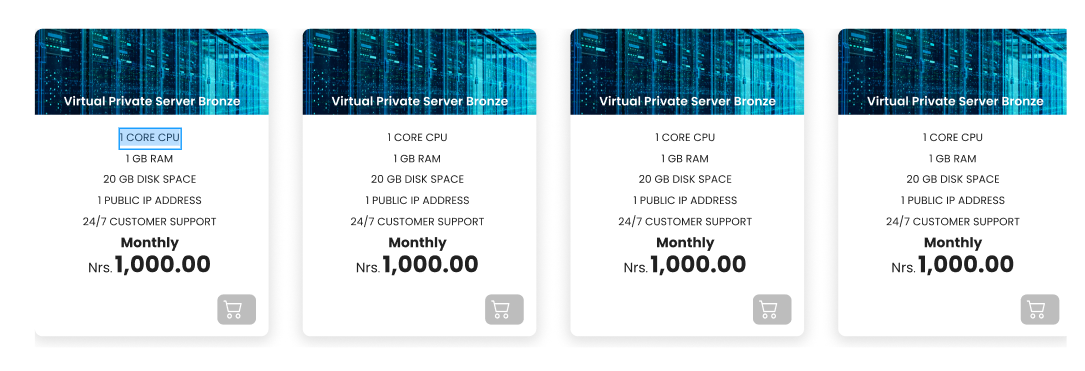 Virtual Private Server Bronze
1 CORE CPU
1 GB RAM
20 GB DISK SPACE
1 PUBLIC IP ADDRESS
24/7 CUSTOMER SUPPORT
Monthly
Nrs. 1,000.00
Virtual Private Server Bronze
1 CORE CPU
1 GB RAM
20 GB DISK SPACE
1 PUBLIC IP ADDRESS
24/7 CUSTOMER SUPPORT
Monthly
Nrs. 1,000.00
Virtual Private Server Bronze
1 CORE CPU
1 GB RAM
20 GB DISK SPACE
1 PUBLIC IP ADDRESS
24/7 CUSTOMER SUPPORT
Monthly
Nrs. 1,000.00
Virtual Private Server Bronze
1 CORE CPU
1 GB RAM
20 GB DISK SPACE
1 PUBLIC IP ADDRESS
24/7 CUSTOMER SUPPORT
Monthly
Nrs. 1,000.00